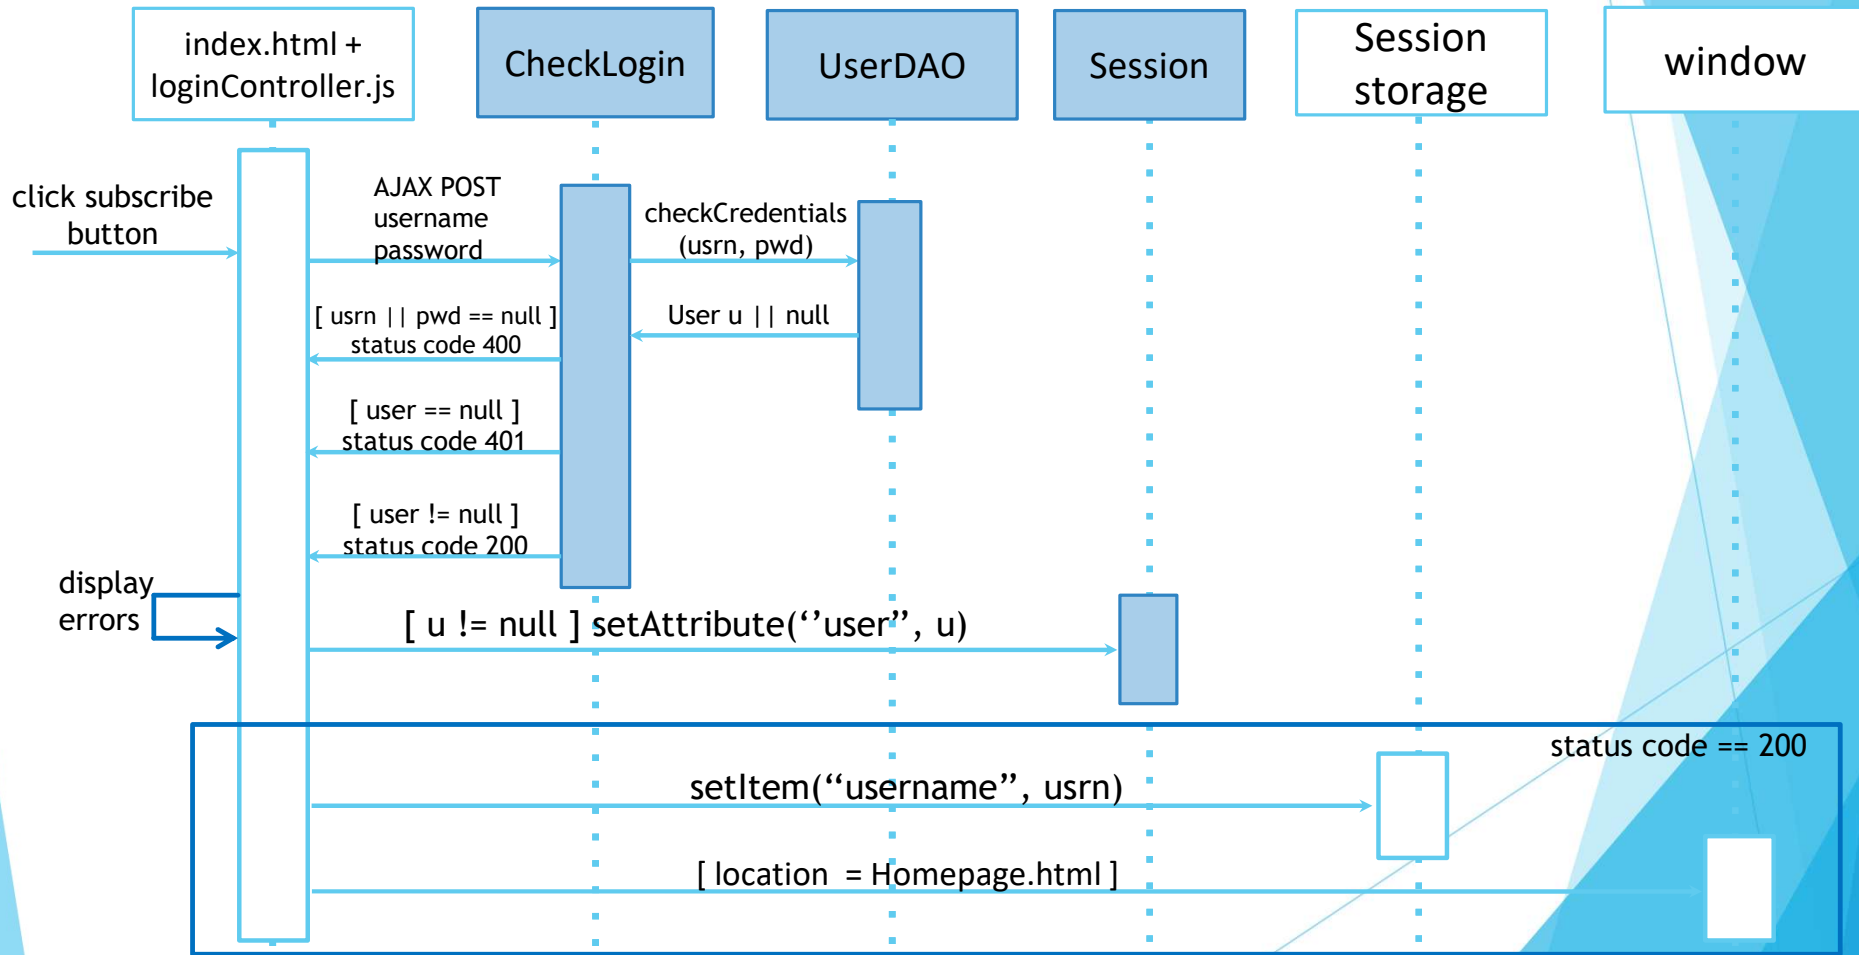 index.html +
loginController.js
CheckLogin
UserDAO
Session
Session
storage
window
click subscribe
button
AJAX POST
username
password
checkCredentials
(usrn, pwd)
[ usrn || pwd == null ]
status code 400
User u || null
[ user == null ]
status code 401
[ user != null ]
status code 200
display
errors
[ u != null ] setAttribute(‘’user”, u)
status code == 200
setItem(“username”, usrn)
[ location  = Homepage.html ]